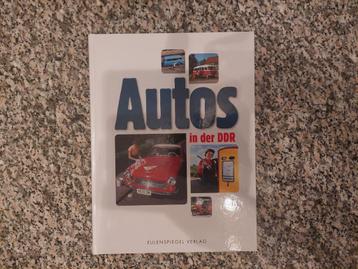 Autos
in der DDR
EULENSPIEGEL VERLAG